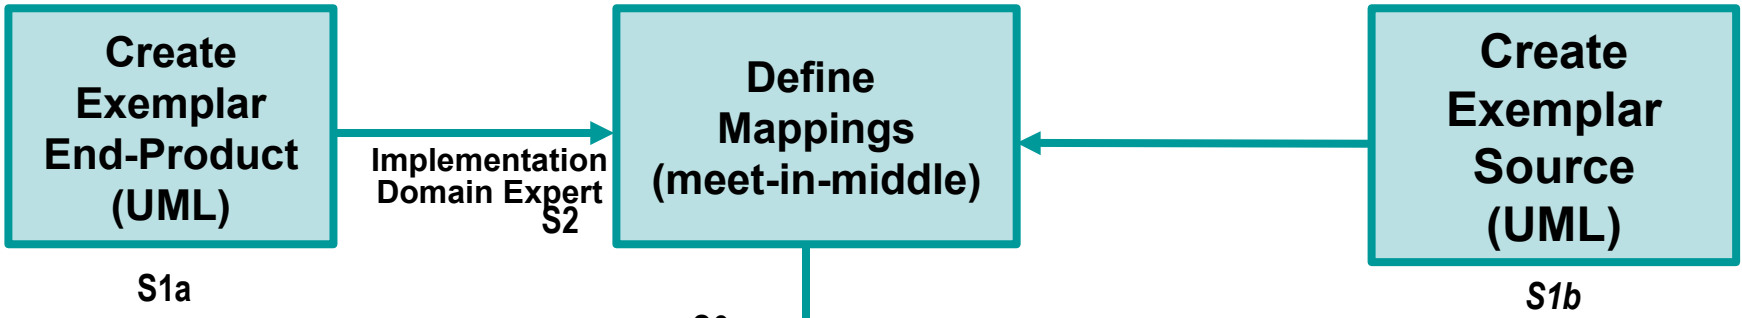 Create
Exemplar
End-Product
(UML)
S1a
Implementation
Domain Expert
S2
Define
Mappings
(meet-in-middle)
Create
Exemplar
Source
(UML)
S1b